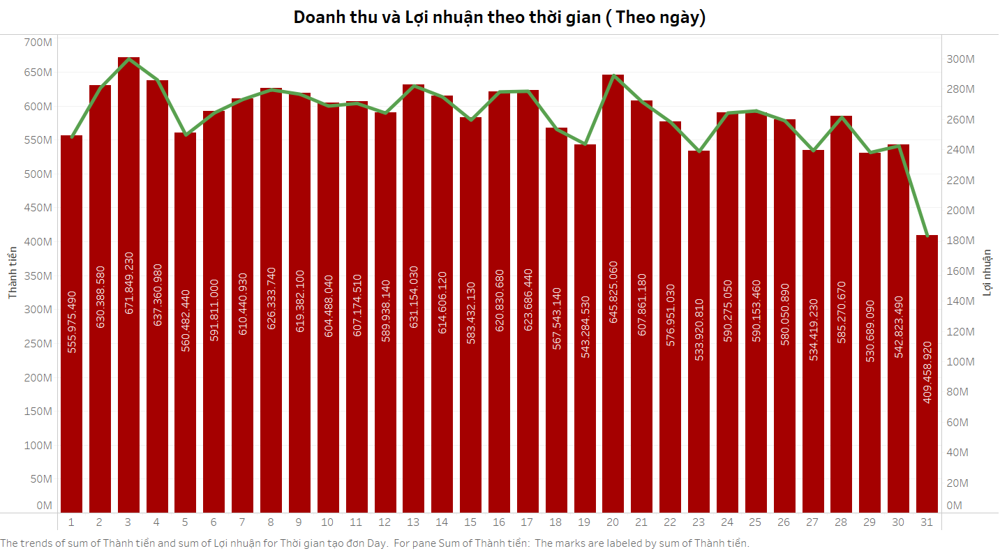 Doanh thu và Lợi nhuận theo thời gian ( Theo ngày)
700M
650M
600M
550M
500M
450M
400M
350M
300M
250M
200M
150M
100M
50M
0M
Thành tiền
555.975.490
630.388.580
671.849.230
637.360.980
560.482.440
591.811.000
610.440.930
626.333.740
619.382.100
604.488.040
607.174.510
589.938.140
631.154.030
614.606.120
583.432.130
620.830.680
623.686.440
567.543.140
543.284.530
645.825.060
607.861.180
576.951.030
533.920.810
590.275.050
590.153.460
580.050.890
534.419.230
585.270.670
530.689.090
542.823.490
409.458.920
300M
280M
260M
240M
220M
200M
180M
160M
140M
120M
100M
80M
60M
40M
20M
0M
Lợi nhuận
1 2 3 4 5 6 7 8 9 10 11 12 13 14 15 16 17 18 19 20 21 22 23 24 25 26 27 28 29 30 31
The trends of sum of Thành tiền and sum of Lợi nhuận for Thời gian tạo đơn Day. For pane Sum of Thành tiền: The marks are labeled by sum of Thành tiền.